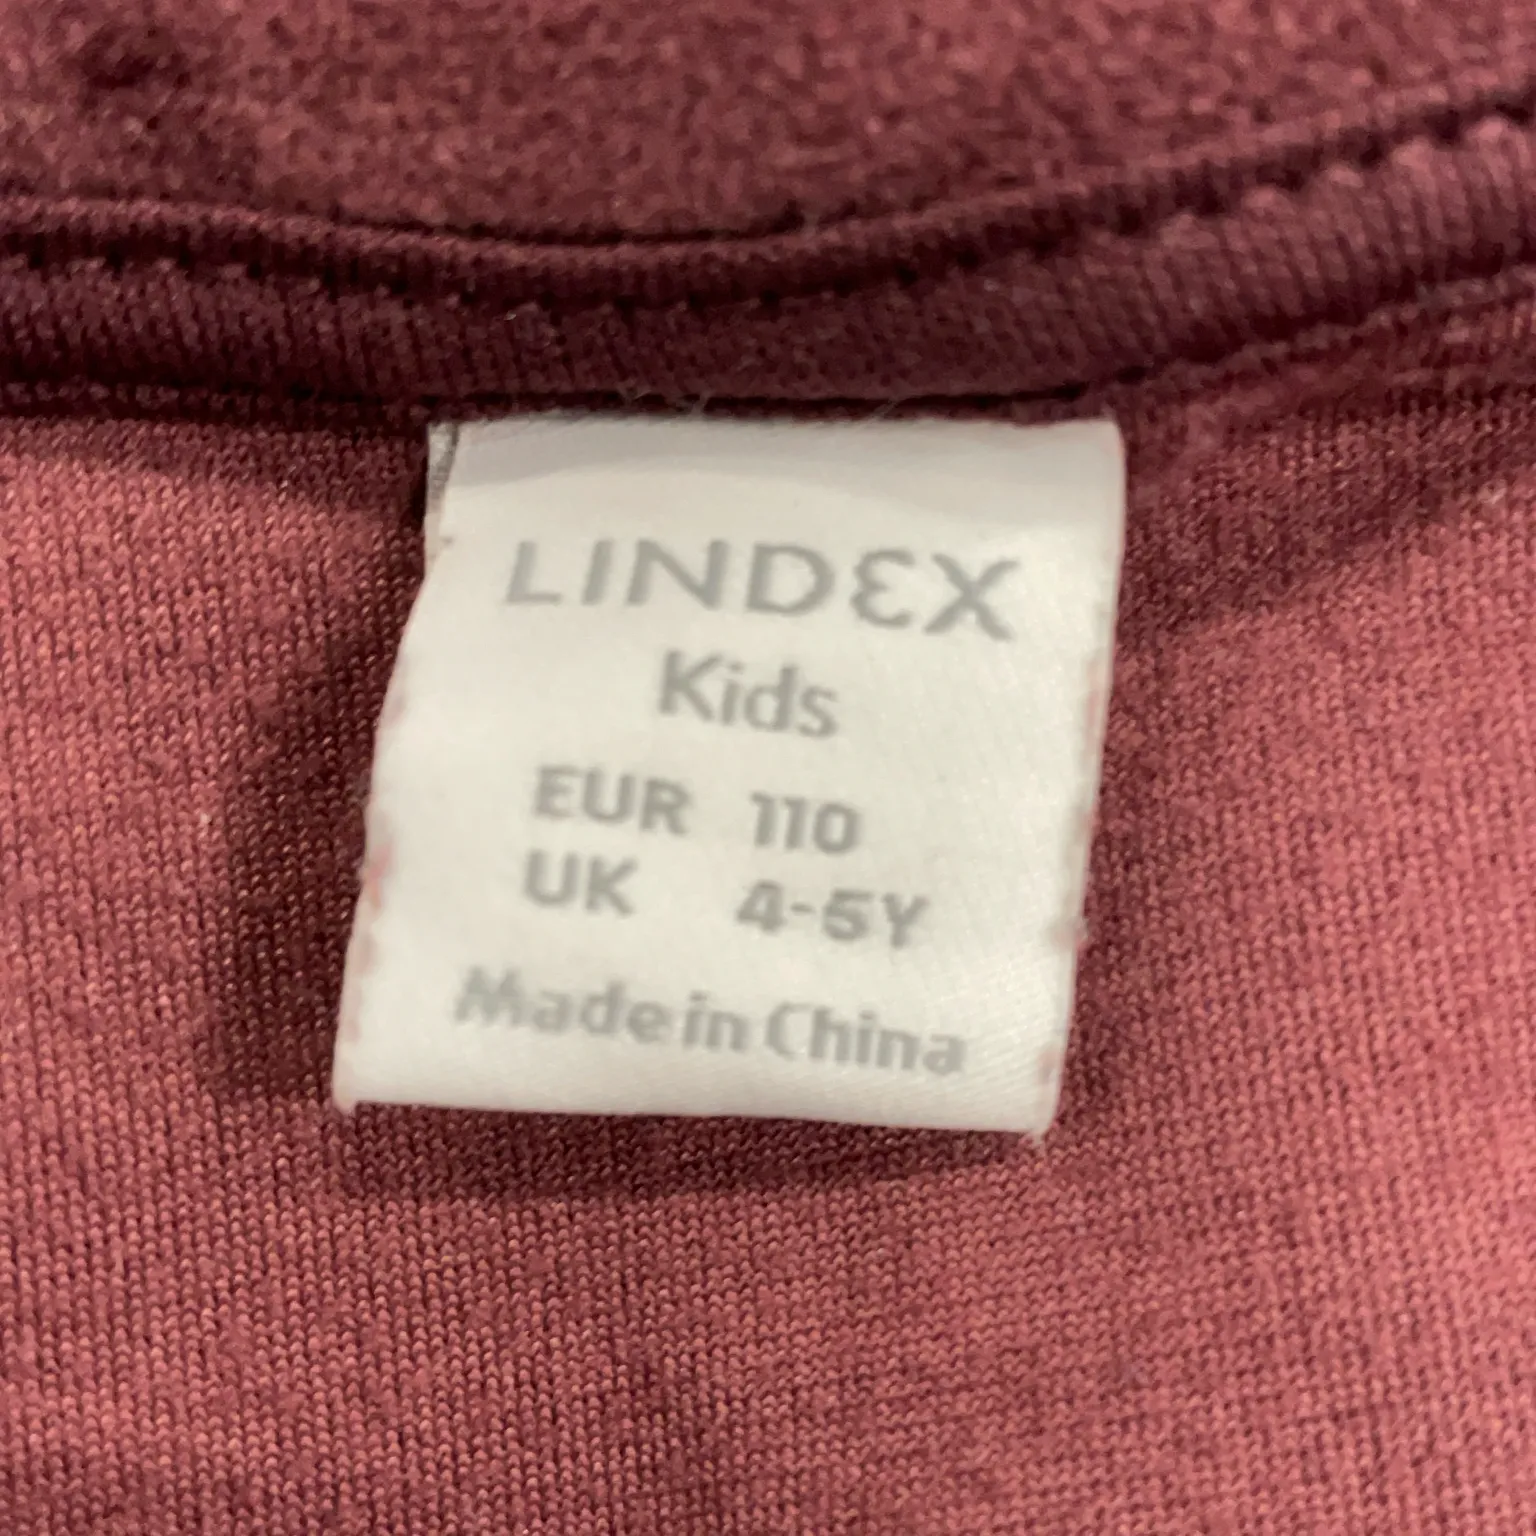 LINDEX
Kids
EUR 110
UK 4-5Y
Made in China